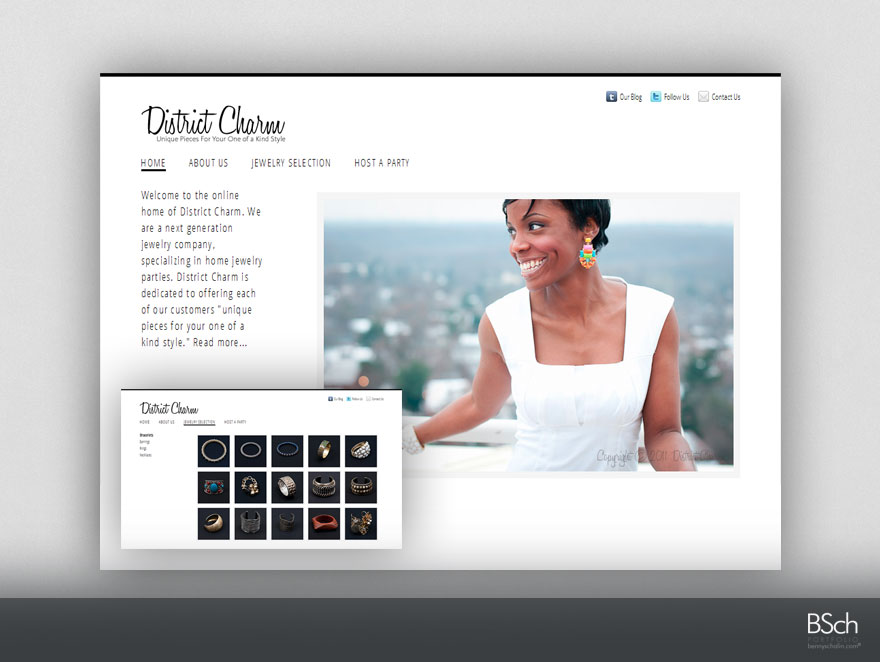 Our Blog Follow Us Contact Us
District Charm
Unique Pieces For Your One of a Kind Style
HOME ABOUT US JEWELRY SELECTION HOST A PARTY
Welcome to the online
home of District Charm. We
are a next generation
jewelry company,
specializing in home jewelry
parties. District Charm is
dedicated to offering each
of our customers "unique
pieces for your one of a
kind style." Read more...
Copyright © 2011 District
Our Blog Follow Us Contact Us
District Charm
HOME ABOUT US JEWELRY SELECTION HOST A PARTY
Bracelets
Earrings
Rings
Necklaces
BSch
PORTFOLIO
bennyschalin.com